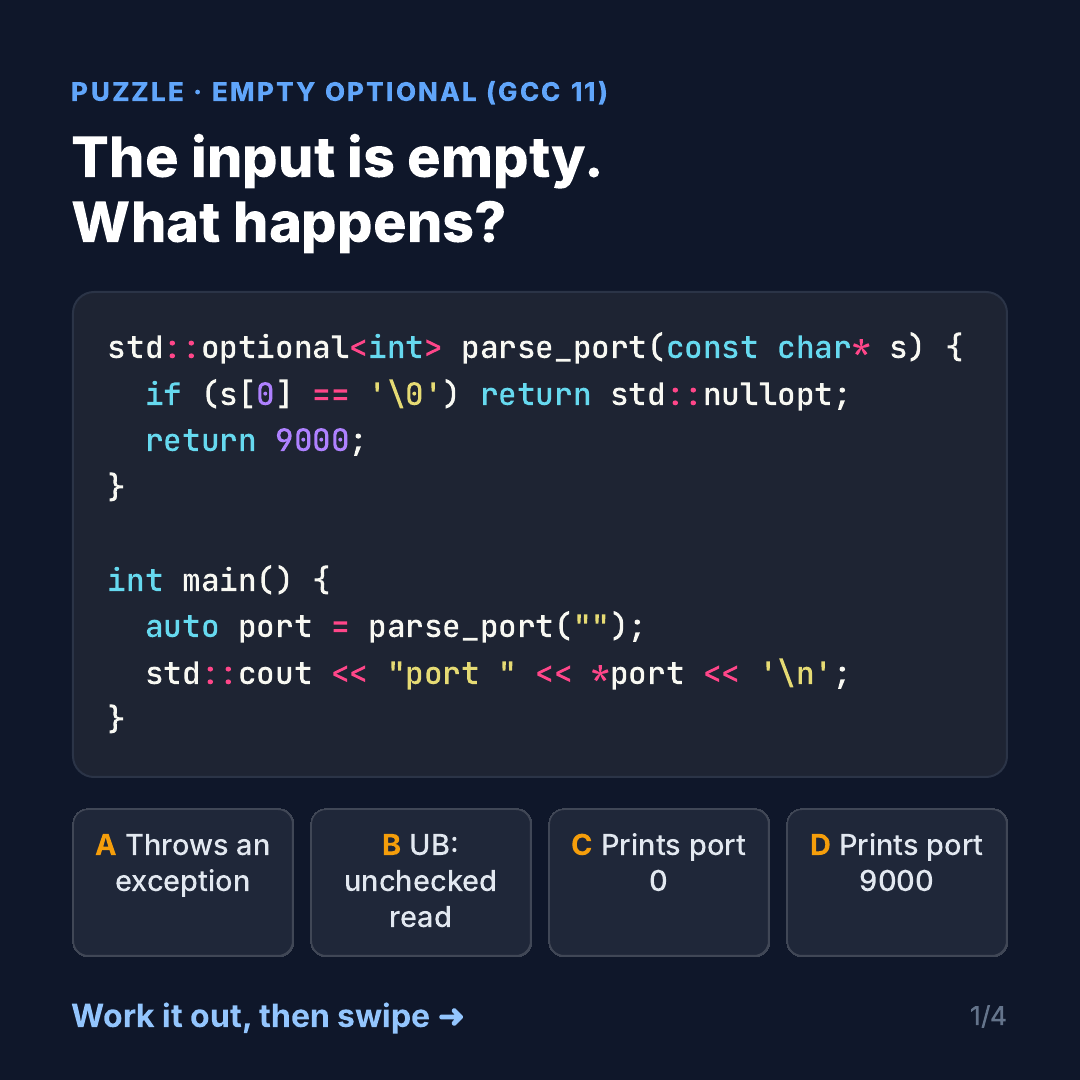 PUZZLE · EMPTY OPTIONAL (GCC 11)
The input is empty.
What happens?
std::optional<int> parse_port(const char* s) {
  if (s[0] == '\0') return std::nullopt;
  return 9000;
}

int main() {
  auto port = parse_port("");
  std::cout << "port " << *port << '\n';
}
A Throws an
exception
B UB:
unchecked
read
C Prints port
0
D Prints port
9000
Work it out, then swipe ➜
1/4